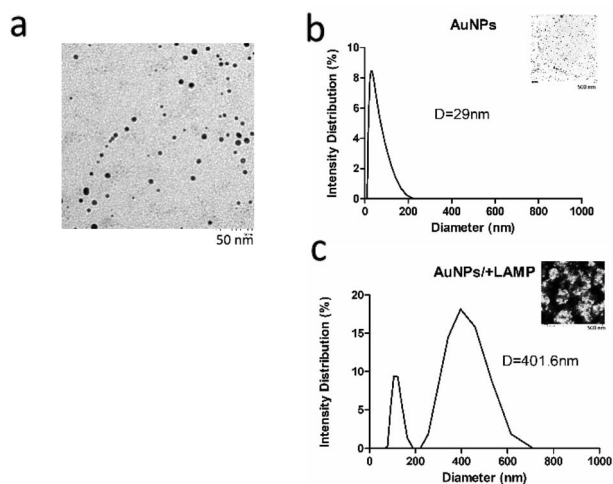 a
50 nm
b
AuNPs
500 nm
Intensity Distribution (%)
10
8
6
4
2
0
D=29nm
0 200 400 600 800 1000
Diameter (nm)
c
AuNPs/+LAMP
500 nm
Intensity Distribution (%)
20
15
10
5
0
D=401.6nm
0 200 400 600 800 1000
Diameter (nm)